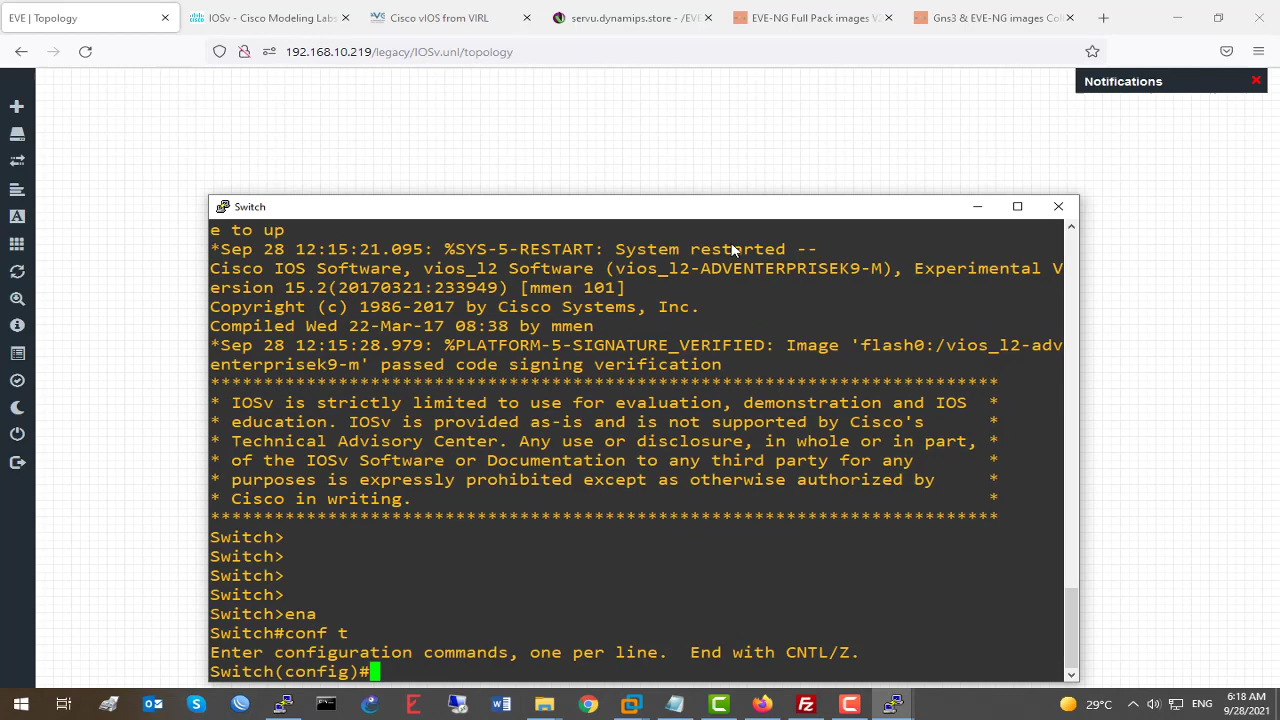 EVE | Topology
IOSv – Cisco Modeling Labs
Cisco vIOS from VIRL
servu.dynamips.store - /EVE
EVE-NG Full Pack images V
Gns3 & EVE-NG images Col
192.168.10.219/legacy/IOSv.unl/topology
Notifications
Switch
e to up
*Sep 28 12:15:21.095: %SYS-5-RESTART: System restarted --
Cisco IOS Software, vios_l2 Software (vios_l2-ADVENTERPRISEK9-M), Experimental V
ersion 15.2(20170321:233949) [mmen 101]
Copyright (c) 1986-2017 by Cisco Systems, Inc.
Compiled Wed 22-Mar-17 08:38 by mmen
*Sep 28 12:15:28.979: %PLATFORM-5-SIGNATURE_VERIFIED: Image 'flash0:/vios_l2-adv
enterprisek9-m' passed code signing verification
**************************************************************************
* IOSv is strictly limited to use for evaluation, demonstration and IOS  *
* education. IOSv is provided as-is and is not supported by Cisco's      *
* Technical Advisory Center. Any use or disclosure, in whole or in part, *
* of the IOSv Software or Documentation to any third party for any       *
* purposes is expressly prohibited except as otherwise authorized by     *
* Cisco in writing.                                                      *
**************************************************************************
Switch>
Switch>
Switch>
Switch>
Switch>ena
Switch#conf t
Enter configuration commands, one per line.  End with CNTL/Z.
Switch(config)#
29°C
6:18 AM
9/28/2021